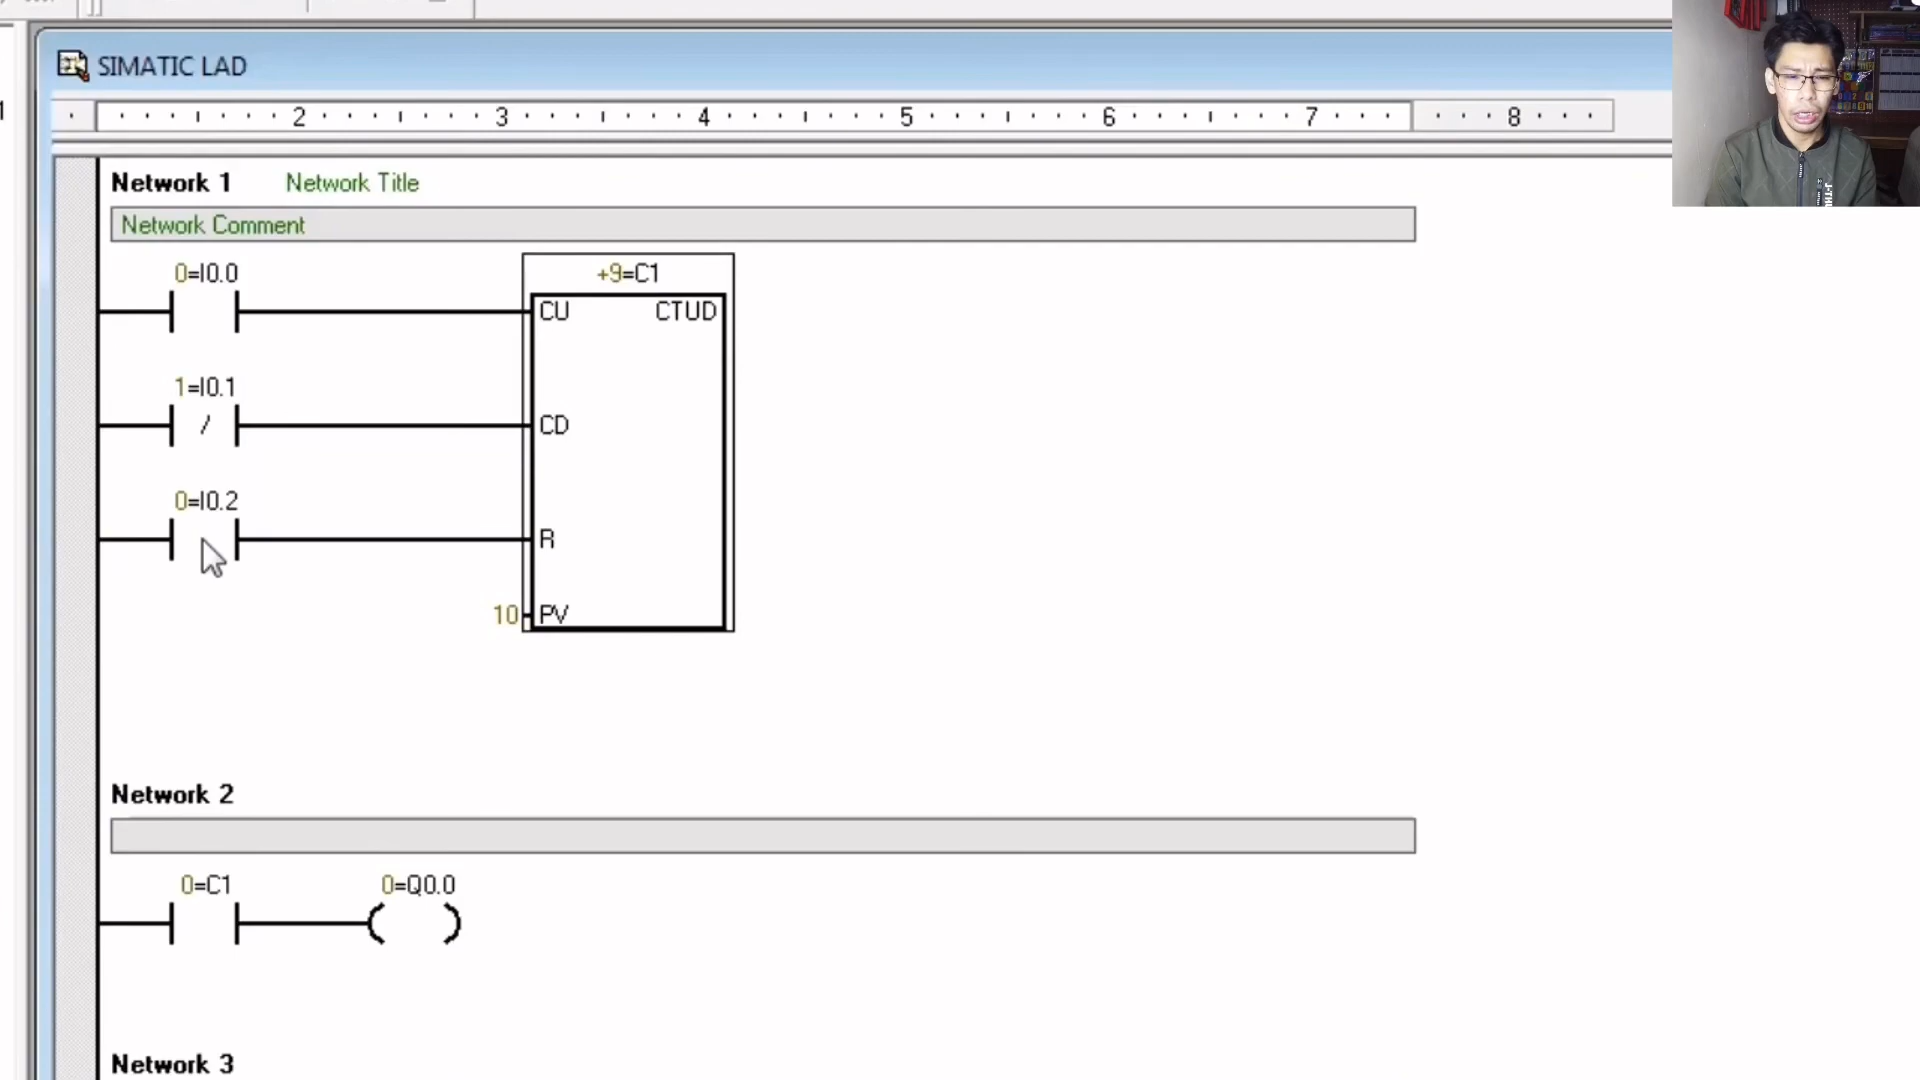 SIMATIC LAD
2 3 4 5 6 7 8
Network 1 Network Title
Network Comment
0=I0.0
+9=C1
CU CTUD
1=I0.1
/
CD
0=I0.2
R
10 PV
Network 2
0=C1 0=Q0.0
Network 3